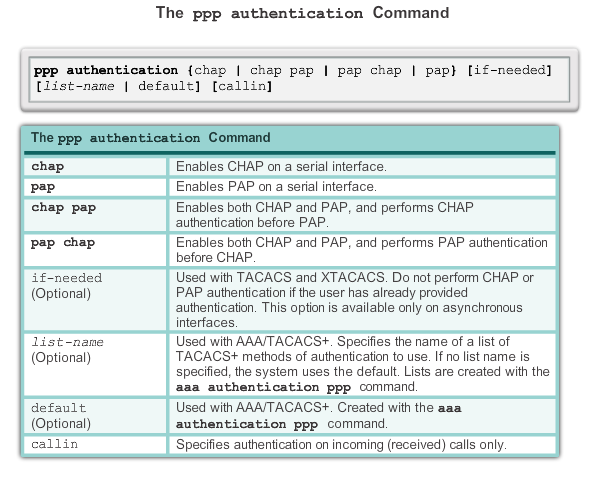 The ppp authentication Command
ppp authentication {chap | chap pap | pap chap | pap} [if-needed]
[list-name | default] [callin]
The ppp authentication Command
chap
Enables CHAP on a serial interface.
pap
Enables PAP on a serial interface.
chap pap
Enables both CHAP and PAP, and performs CHAP
authentication before PAP.
pap chap
Enables both CHAP and PAP, and performs PAP authentication
before CHAP.
if-needed
(Optional)
Used with TACACS and XTACACS. Do not perform CHAP or
PAP authentication if the user has already provided
authentication. This option is available only on asynchronous
interfaces.
list-name
(Optional)
Used with AAA/TACACS+. Specifies the name of a list of
TACACS+ methods of authentication to use. If no list name is
specified, the system uses the default. Lists are created with the
aaa authentication ppp command.
default
(Optional)
Used with AAA/TACACS+. Created with the aaa
authentication ppp command.
callin
Specifies authentication on incoming (received) calls only.